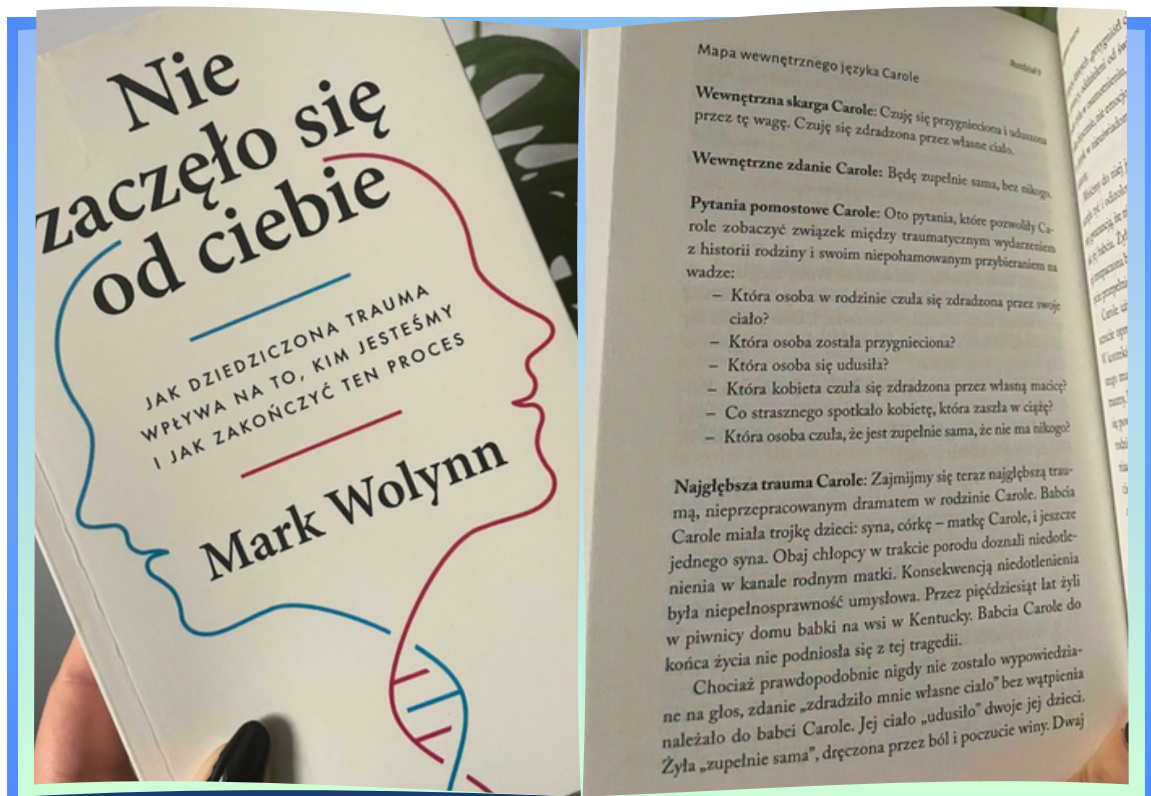 Nie
zaczęło się
od ciebie
JAK DZIEDZICZONA TRAUMA
WPŁYWA NA TO, KIM JESTEŚMY
I JAK ZAKOŃCZYĆ TEN PROCES
Mark Wolynn
Mapa wewnętrznego języka Carole
Wewnętrzna skarga Carole: Czuję się przygnieciona i uduszona
przez tę wagę. Czuję się zdradzona przez własne ciało.
Wewnętrzne zdanie Carole: Będę zupełnie sama, bez nikogo.
Pytania pomostowe Carole: Oto pytania, które pozwoliły Ca-
role zobaczyć związek między traumatycznym wydarzeniem
z historii rodziny i swoim niepohamowanym przybieraniem na
wadze:
– Która osoba w rodzinie czuła się zdradzona przez swoje
ciało?
– Która osoba została przygnieciona?
– Która osoba się udusiła?
– Która kobieta czuła się zdradzona przez własną macicę?
– Co strasznego spotkało kobietę, która zaszła w ciążę?
– Która osoba czuła, że jest zupełnie sama, że nie ma nikogo?
Najgłębsza trauma Carole: Zajmijmy się teraz najgłębszą trau-
mą, nieprzepracowanym dramatem w rodzinie Carole. Babcia
Carole miała trojkę dzieci: syna, córkę – matkę Carole, i jeszcze
jednego syna. Obaj chłopcy w trakcie porodu doznali niedotle-
nienia w kanale rodnym matki. Konsekwencją niedotlenienia
była niepełnosprawność umysłowa. Przez pięćdziesiąt lat żyli
w piwnicy domu babki na wsi w Kentucky. Babcia Carole do
końca życia nie podniosła się z tej tragedii.
Chociaż prawdopodobnie nigdy nie zostało wypowiedzia-
ne na głos, zdanie „zdradziło mnie własne ciało” bez wątpienia
należało do babci Carole. Jej ciało „udusiło” dwoje jej dzieci.
Żyła „zupełnie sama”, dręczona przez ból i poczucie winy. Dwaj